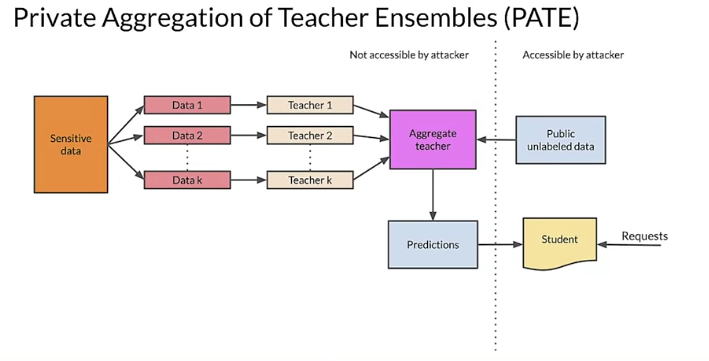 Private Aggregation of Teacher Ensembles (PATE)
Not accessible by attacker
Accessible by attacker
Sensitive
data
Data 1
Teacher 1
Data 2
Teacher 2
Data k
Teacher k
Aggregate
teacher
Public
unlabeled data
Predictions
Student
Requests